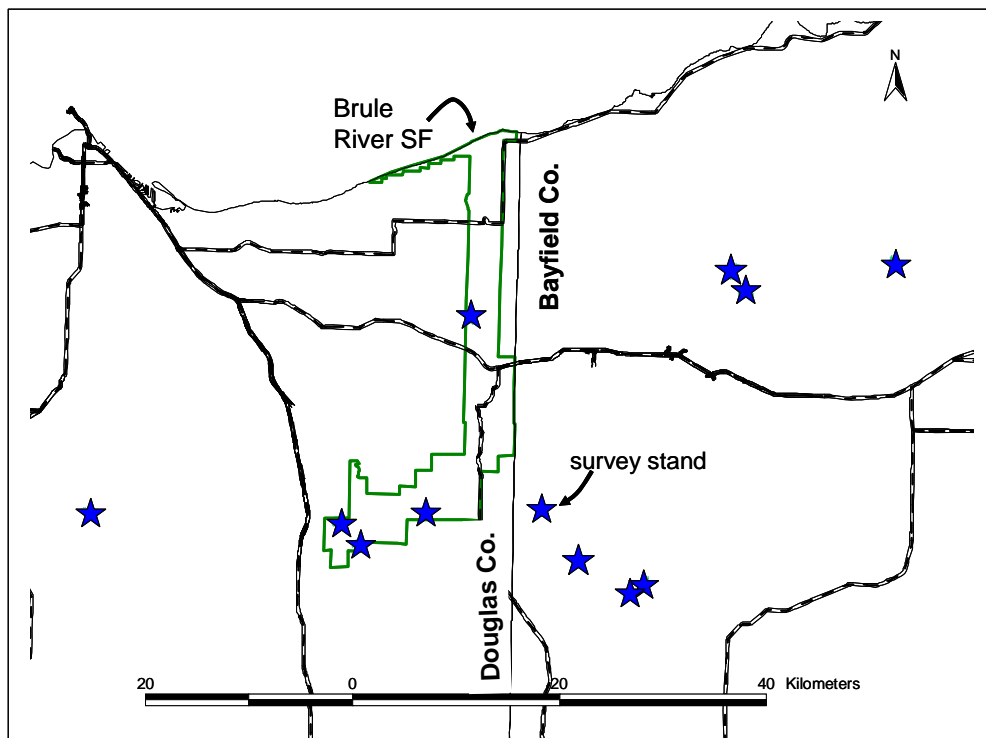 N
Brule
River SF
Bayfield Co.
survey stand
Douglas Co.
20 0 20 40 Kilometers